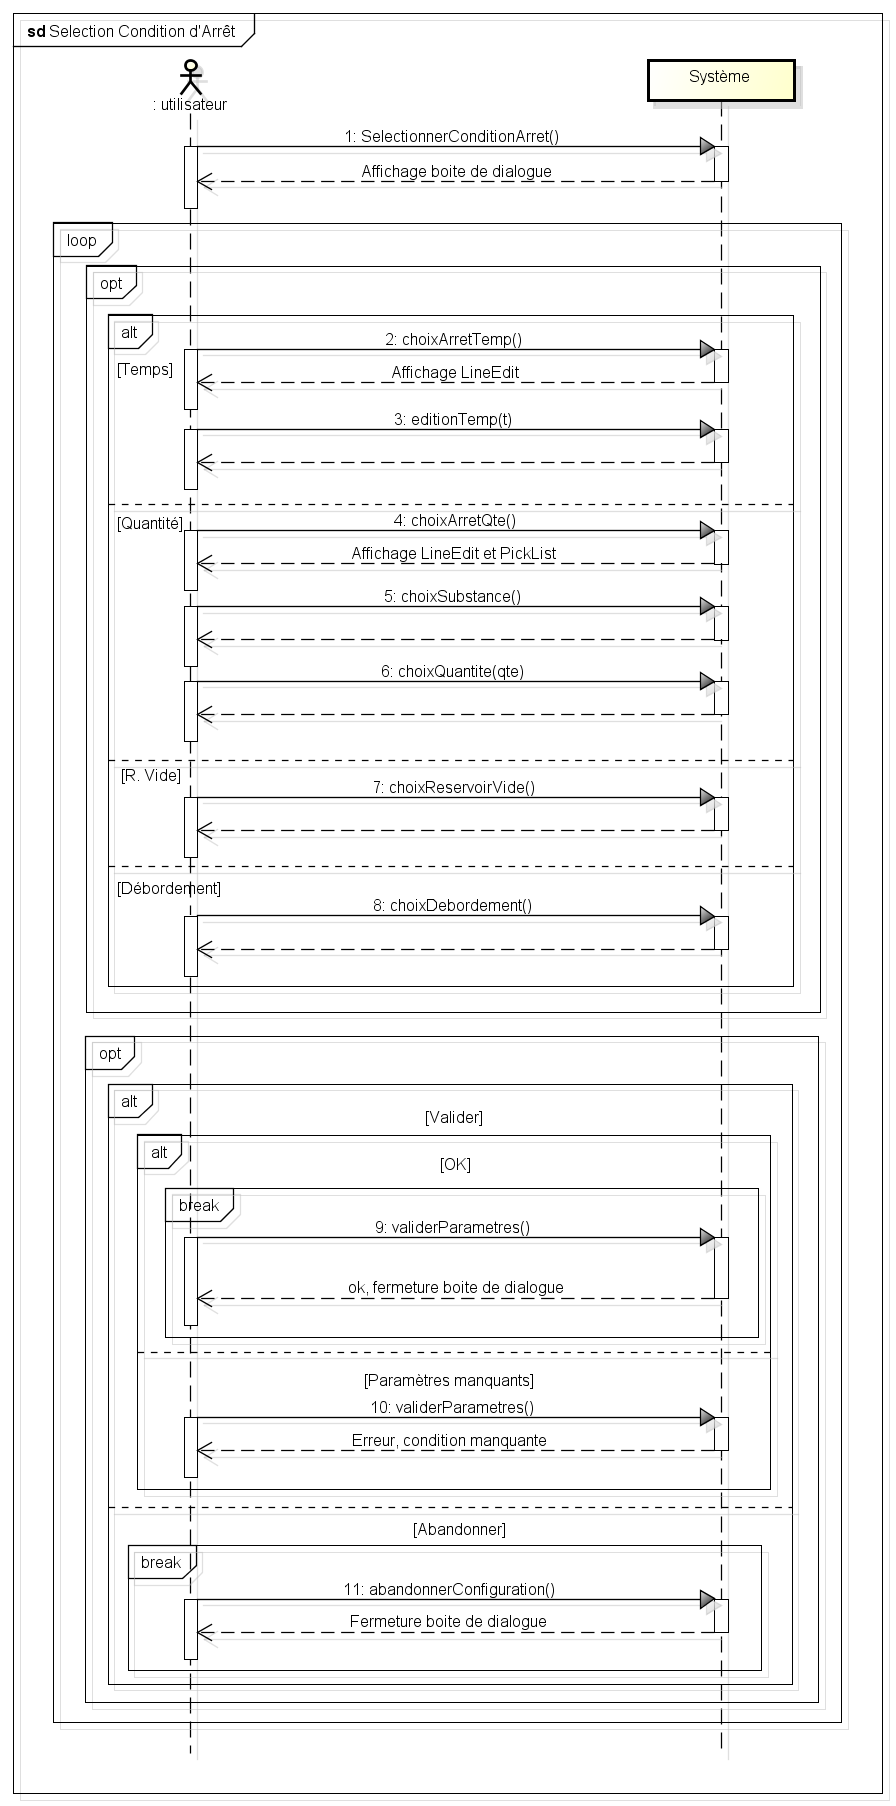 sd Selection Condition d'Arrêt
: utilisateur
Système
1: SelectionnerConditionArret()
Affichage boite de dialogue
loop
opt
alt
2: choixArretTemp()
[Temps]
Affichage LineEdit
3: editionTemp(t)
[Quantité]
4: choixArretQte()
Affichage LineEdit et PickList
5: choixSubstance()
6: choixQuantite(qte)
[R. Vide]
7: choixReservoirVide()
[Débordement]
8: choixDebordement()
opt
alt
[Valider]
alt
[OK]
break
9: validerParametres()
ok, fermeture boite de dialogue
[Paramètres manquants]
10: validerParametres()
Erreur, condition manquante
[Abandonner]
break
11: abandonnerConfiguration()
Fermeture boite de dialogue